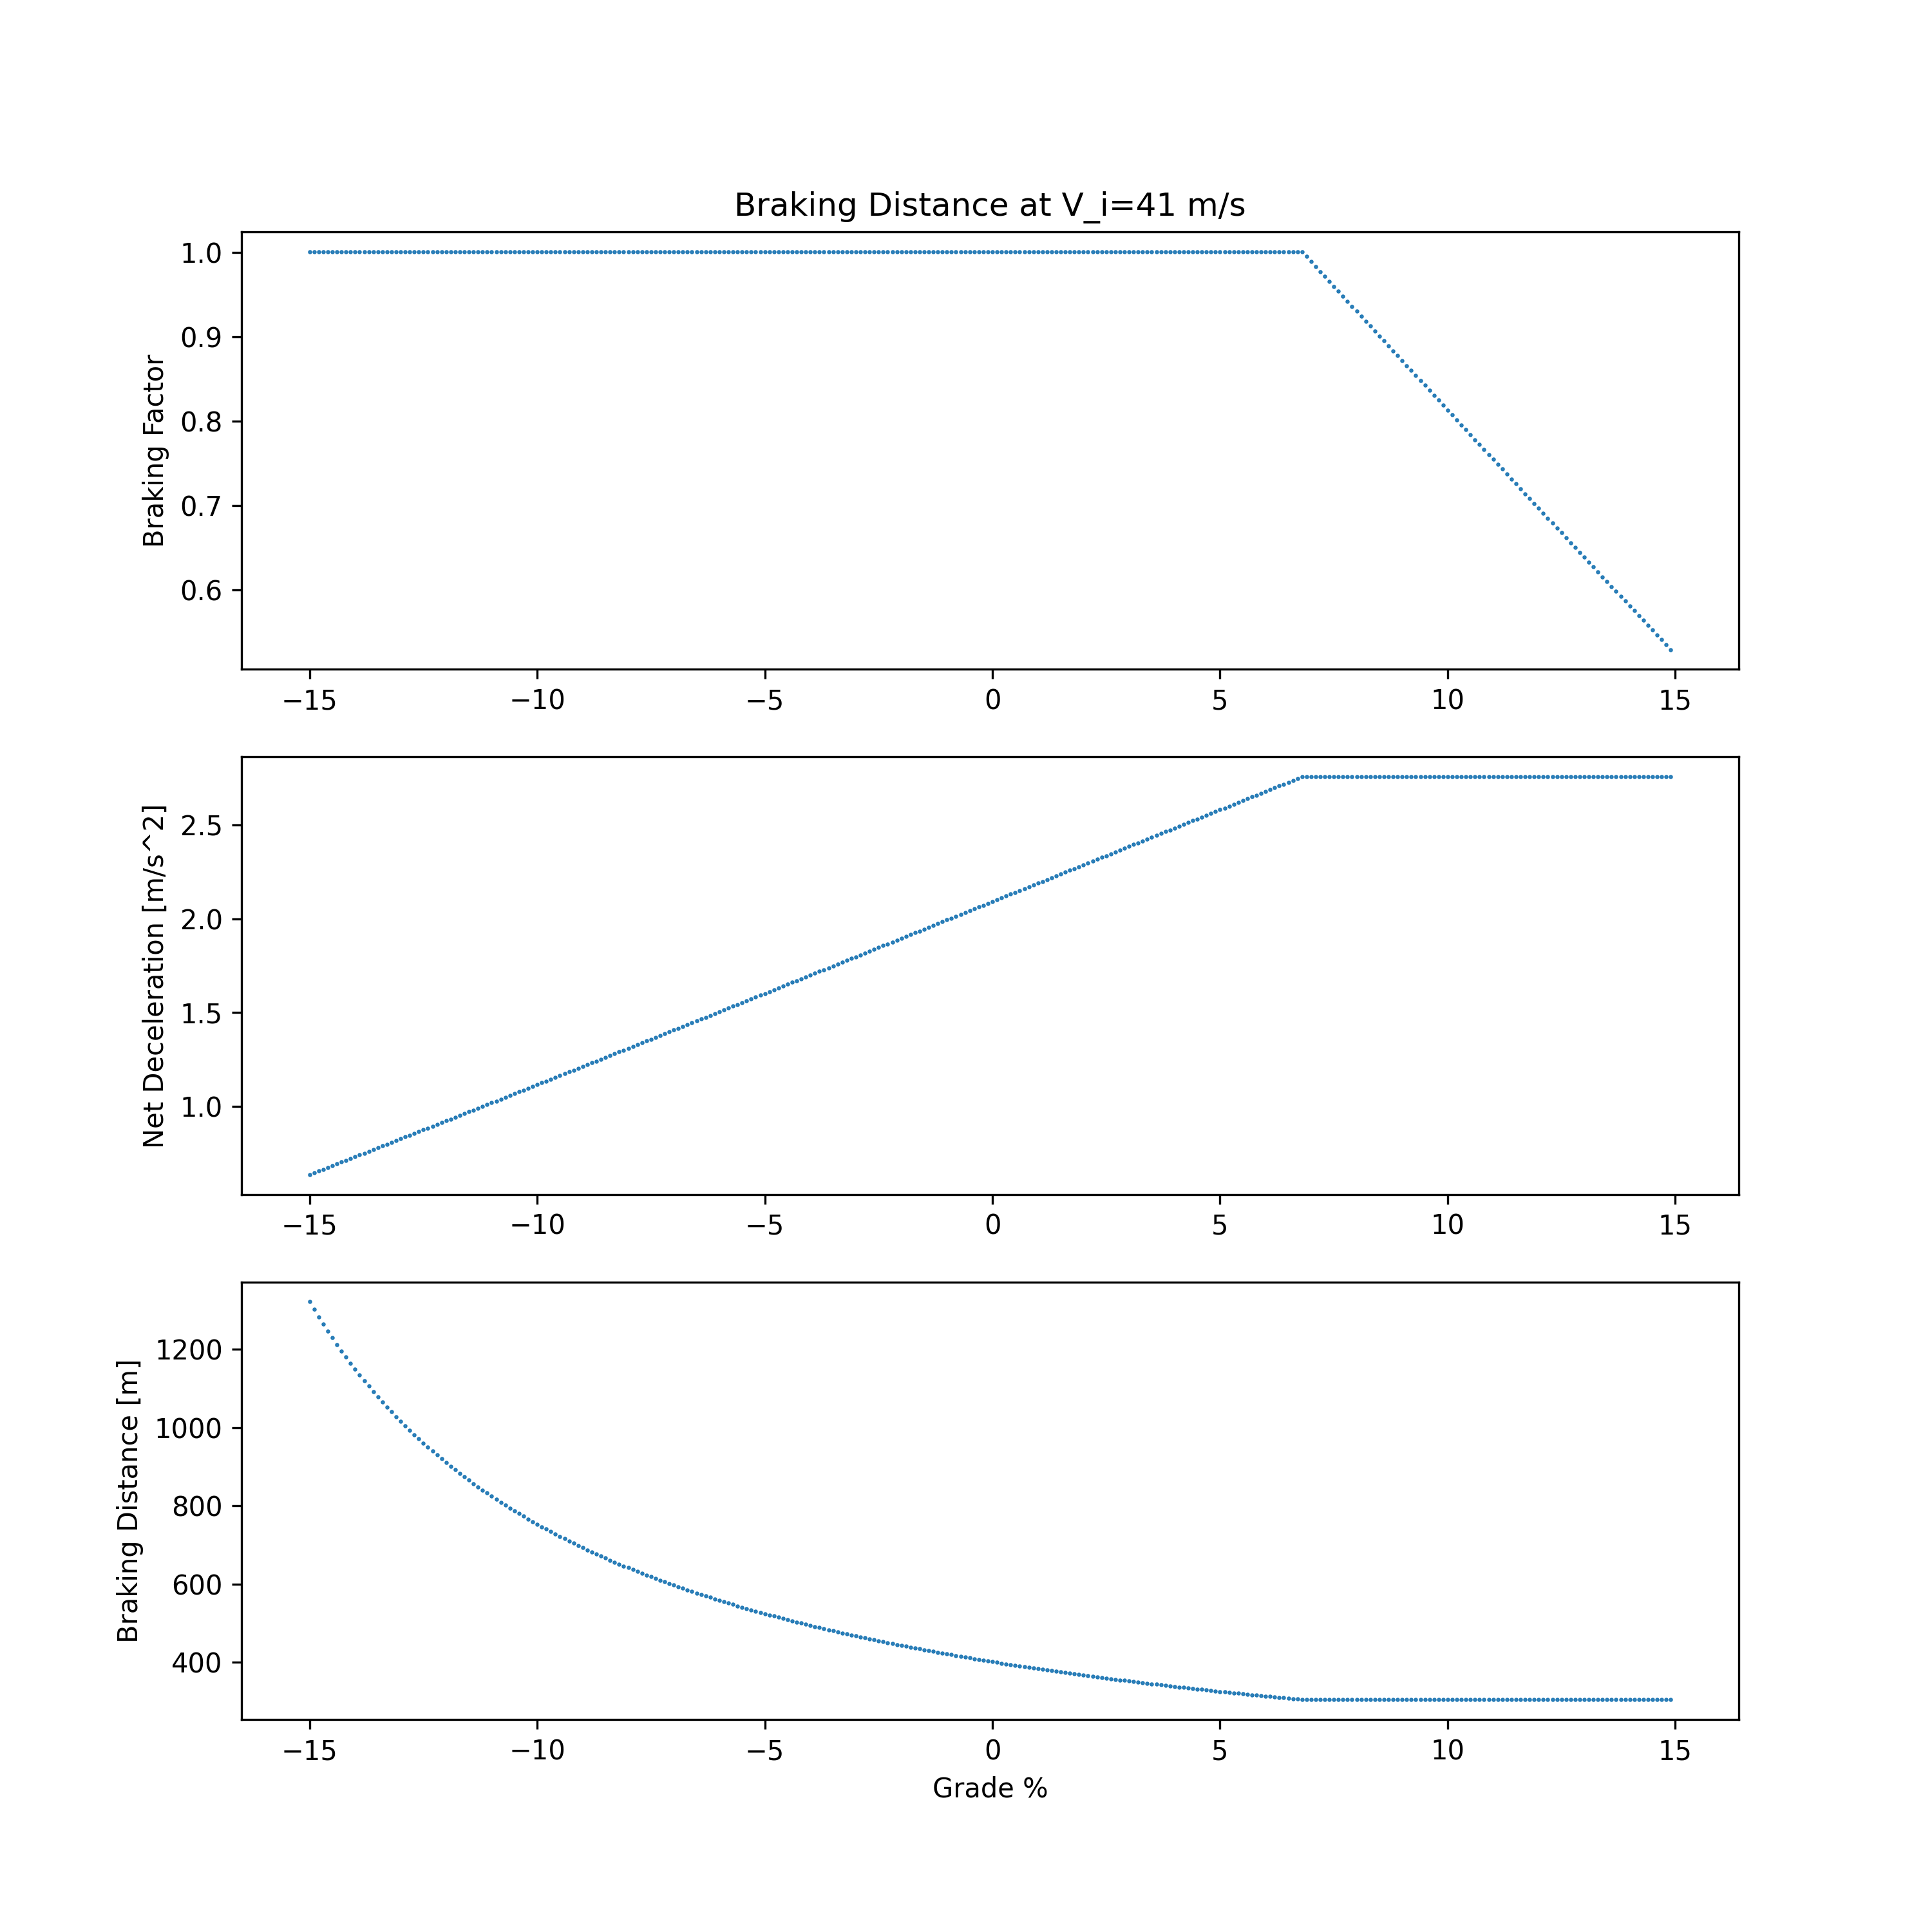 Braking Distance at V_i=41 m/s
Braking Factor
1.0
0.9
0.8
0.7
0.6
−15 −10 −5 0 5 10 15
Net Deceleration [m/s^2]
2.5
2.0
1.5
1.0
−15 −10 −5 0 5 10 15
Braking Distance [m]
1200
1000
800
600
400
−15 −10 −5 0 5 10 15
Grade %